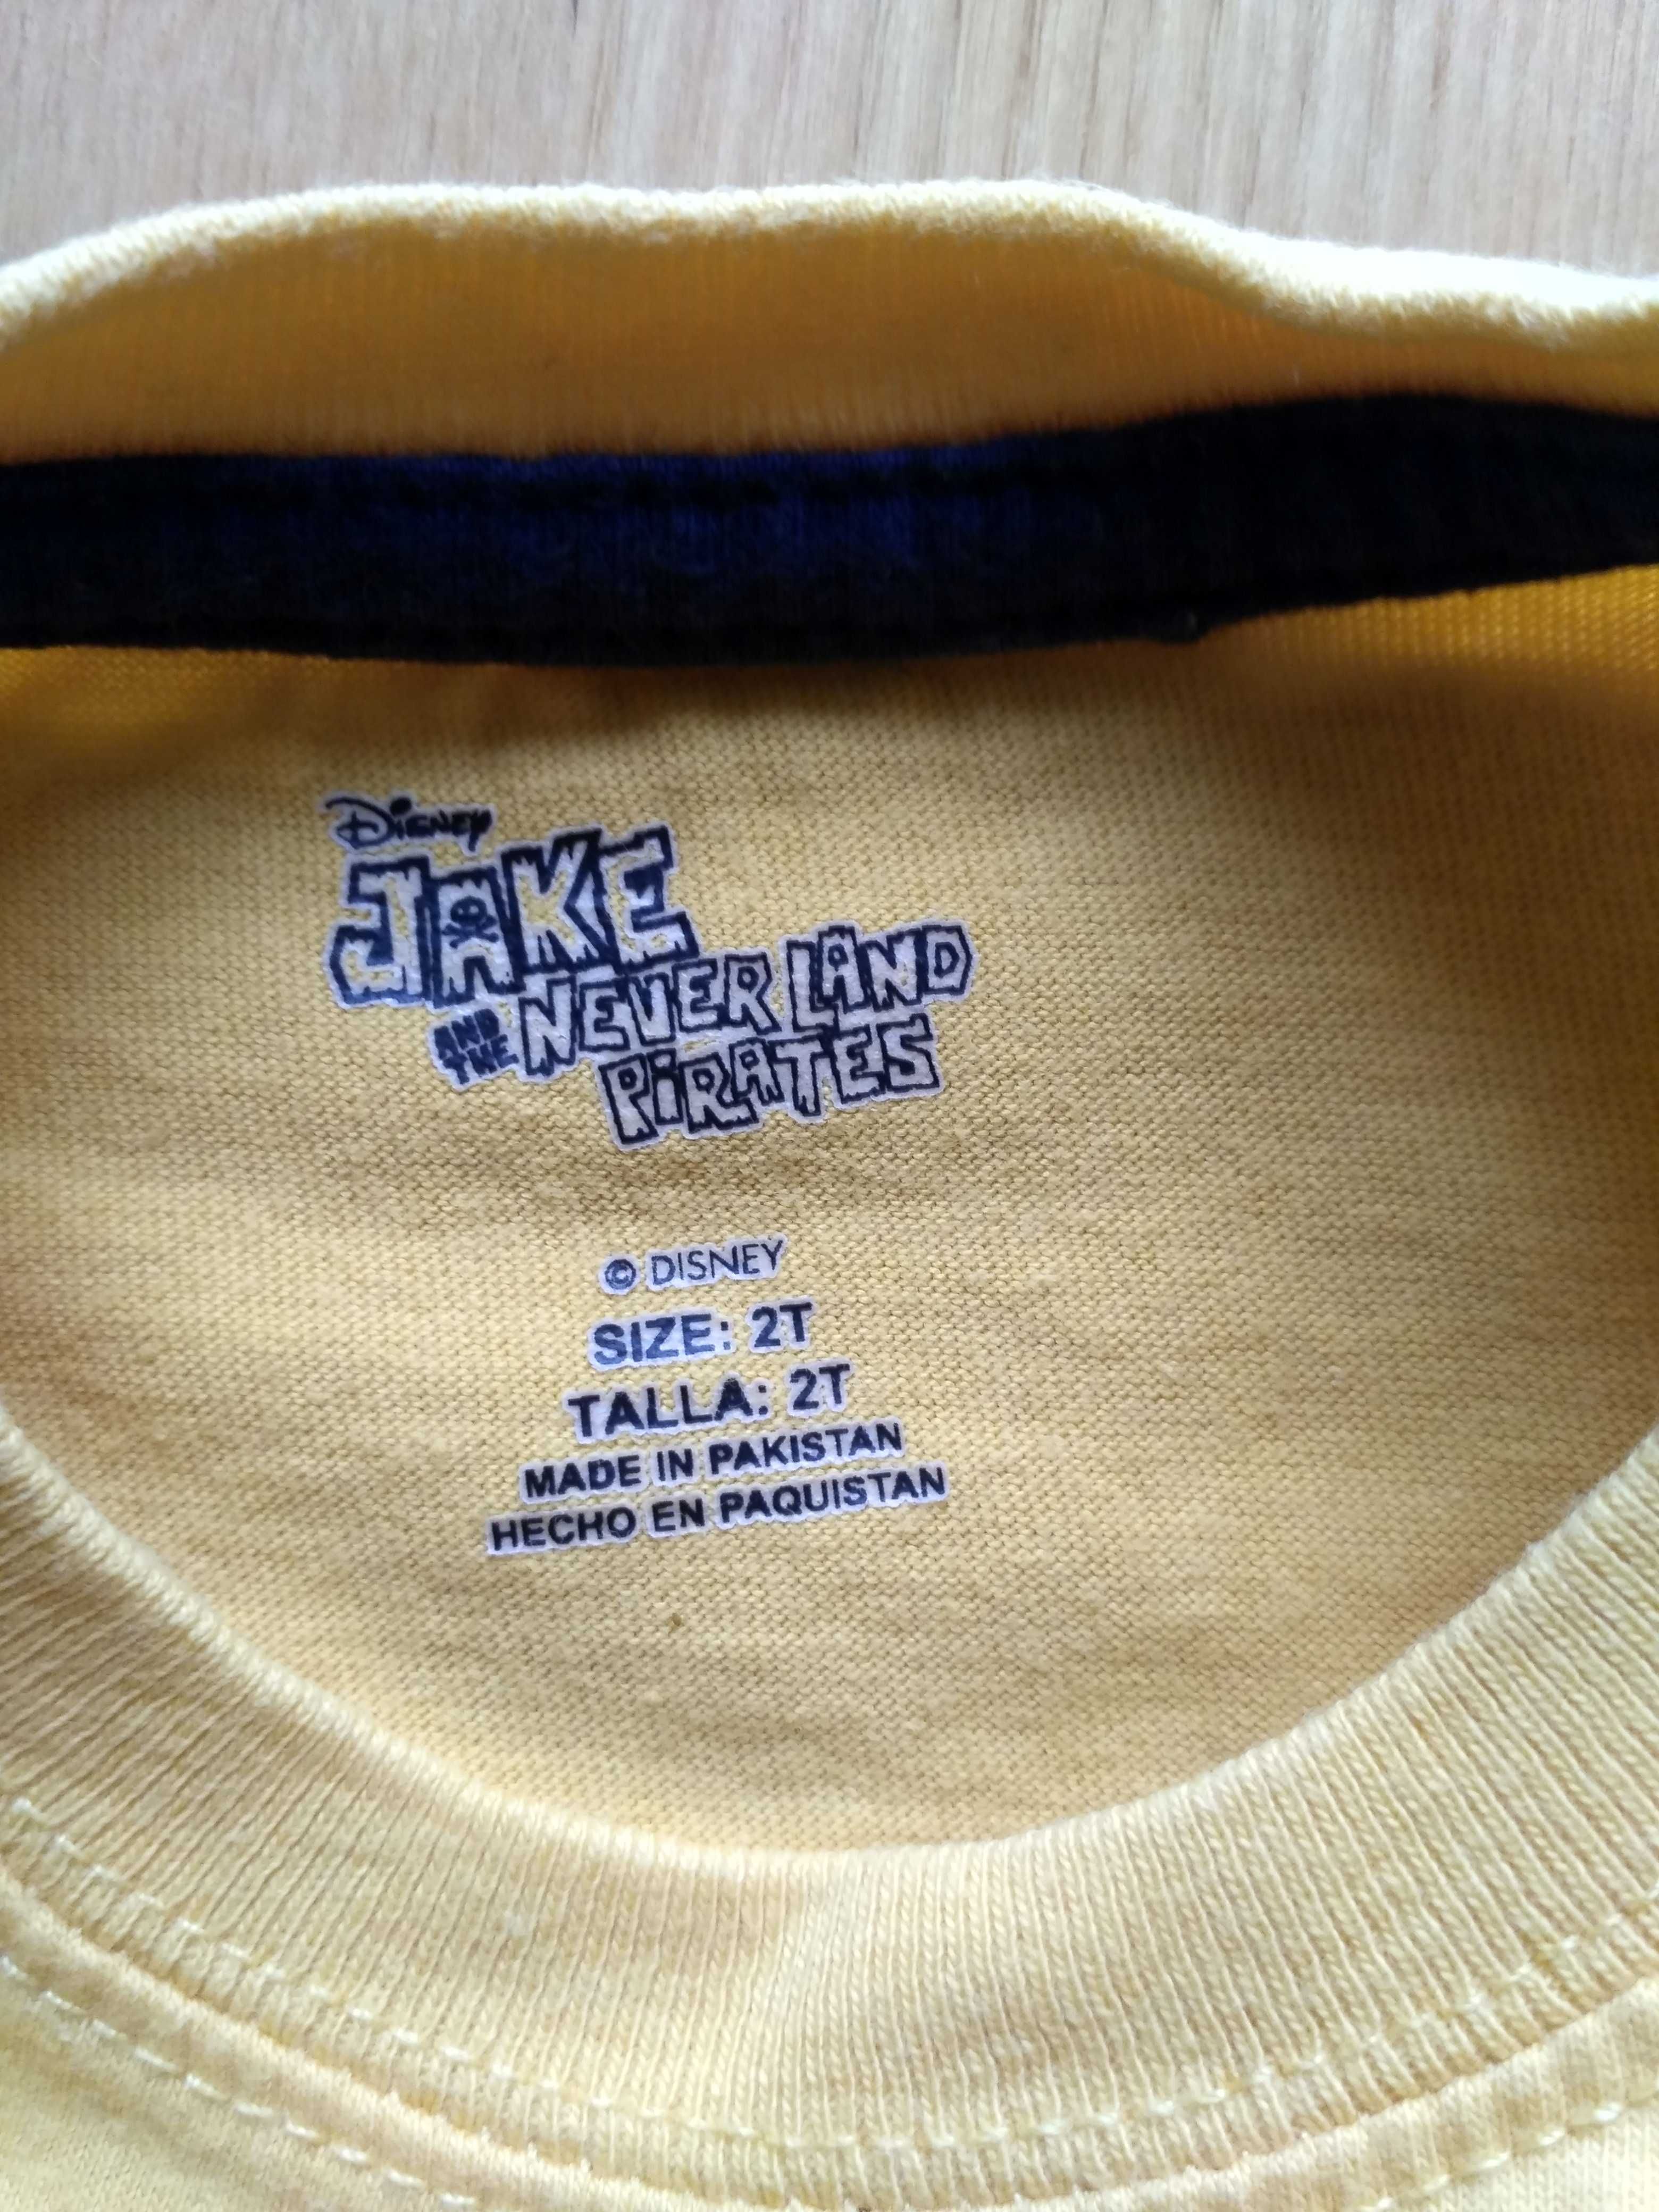 Disney
JAKE
AND THE NEVER LAND
PiRATES
© DISNEY
SIZE: 2T
TALLA: 2T
MADE IN PAKISTAN
HECHO EN PAQUISTAN